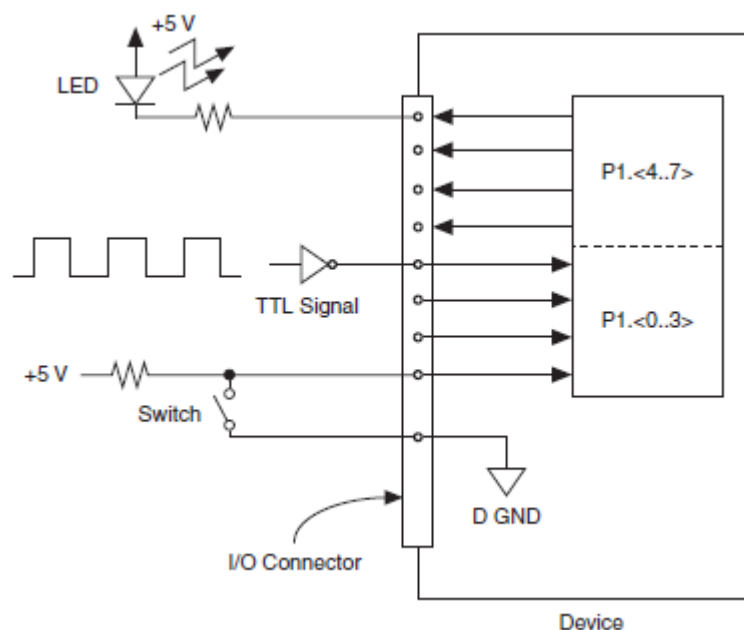 +5 V
LED
P1.<4..7>
TTL Signal
P1.<0..3>
+5 V
Switch
D GND
I/O Connector
Device